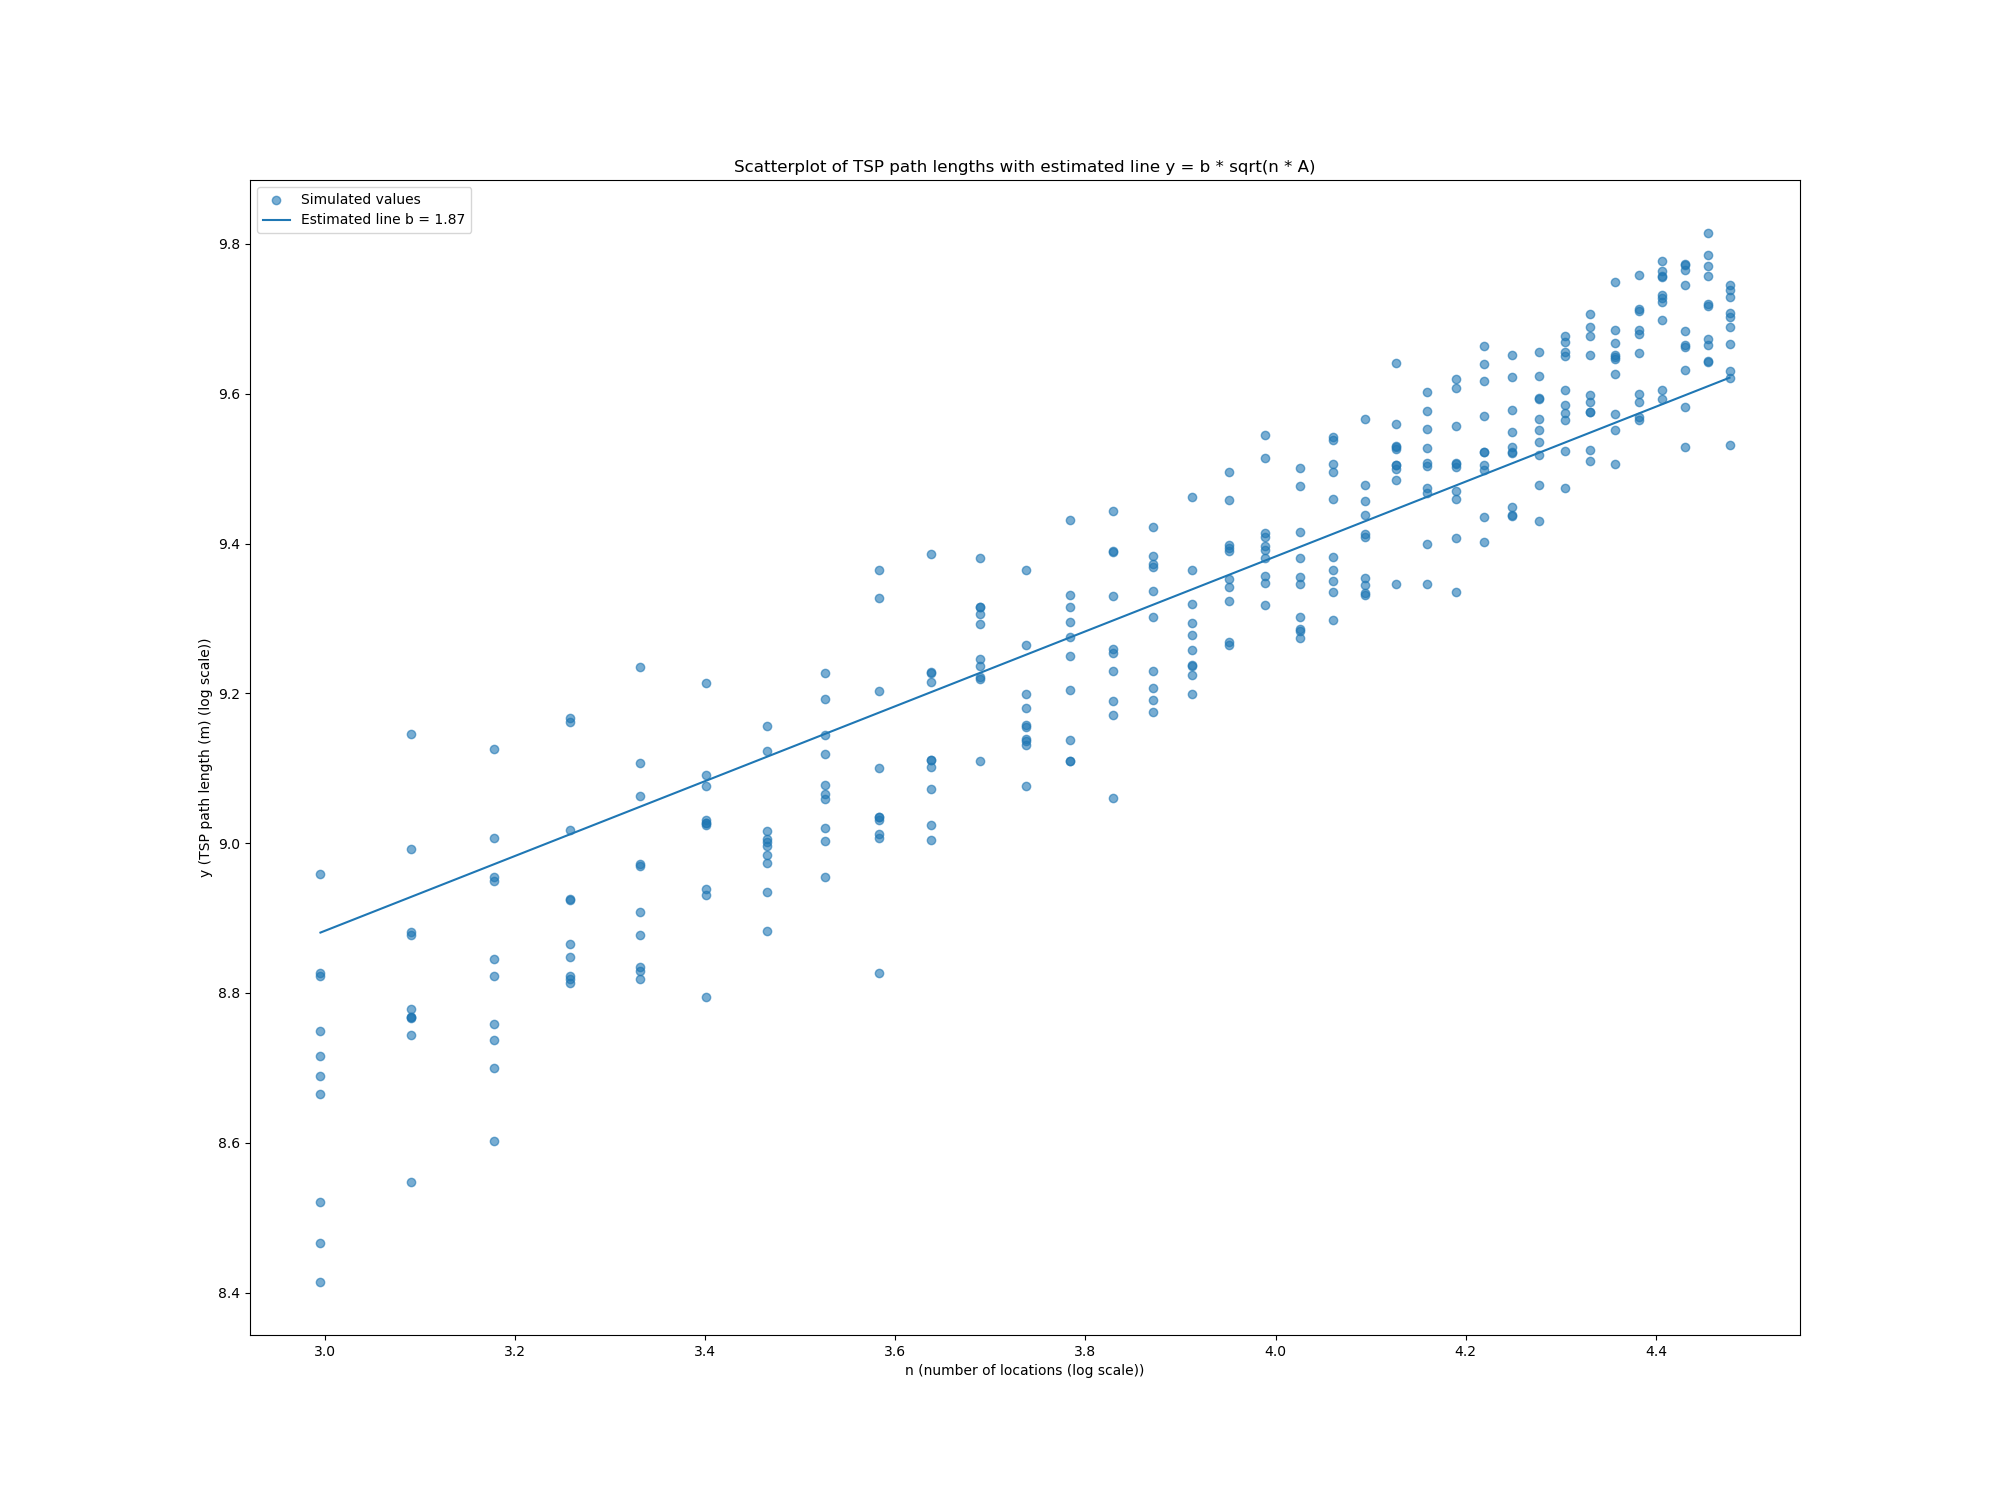 Scatterplot of TSP path lengths with estimated line y = b * sqrt(n * A)
Simulated values
Estimated line b = 1.87
9.8
9.6
9.4
9.2
9.0
8.8
8.6
8.4
y (TSP path length (m) (log scale))
3.0 3.2 3.4 3.6 3.8 4.0 4.2 4.4
n (number of locations (log scale))